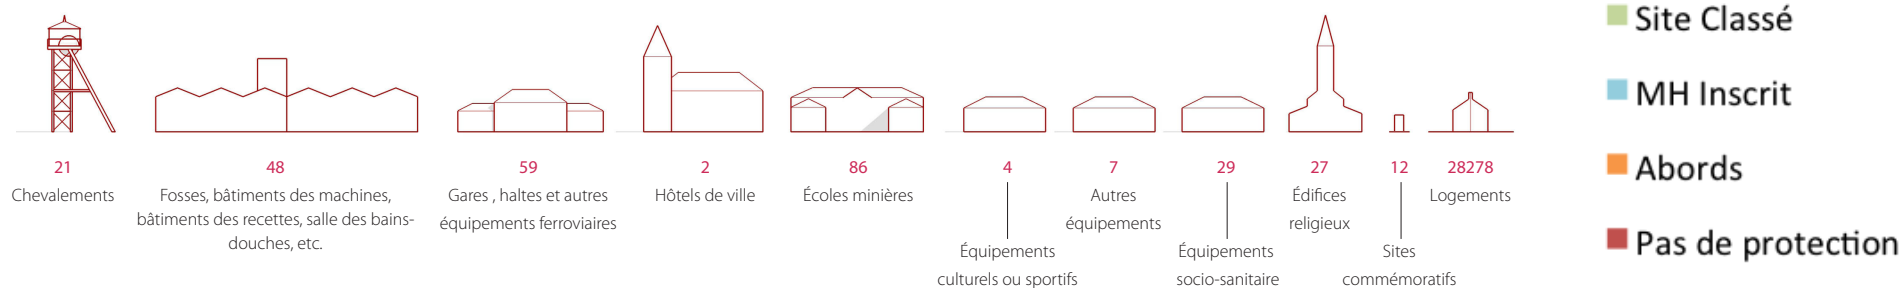 21
Chevalements
48
Fosses, bâtiments des machines,
bâtiments des recettes, salle des bains-
douches, etc.
59
Gares , haltes et autres
équipements ferroviaires
2
Hôtels de ville
86
Écoles minières
4
Équipements
culturels ou sportifs
7
Autres
équipements
29
Équipements
socio-sanitaire
27
Édifices
religieux
12
Sites
commémoratifs
28278
Logements
Site Classé
MH Inscrit
Abords
Pas de protection